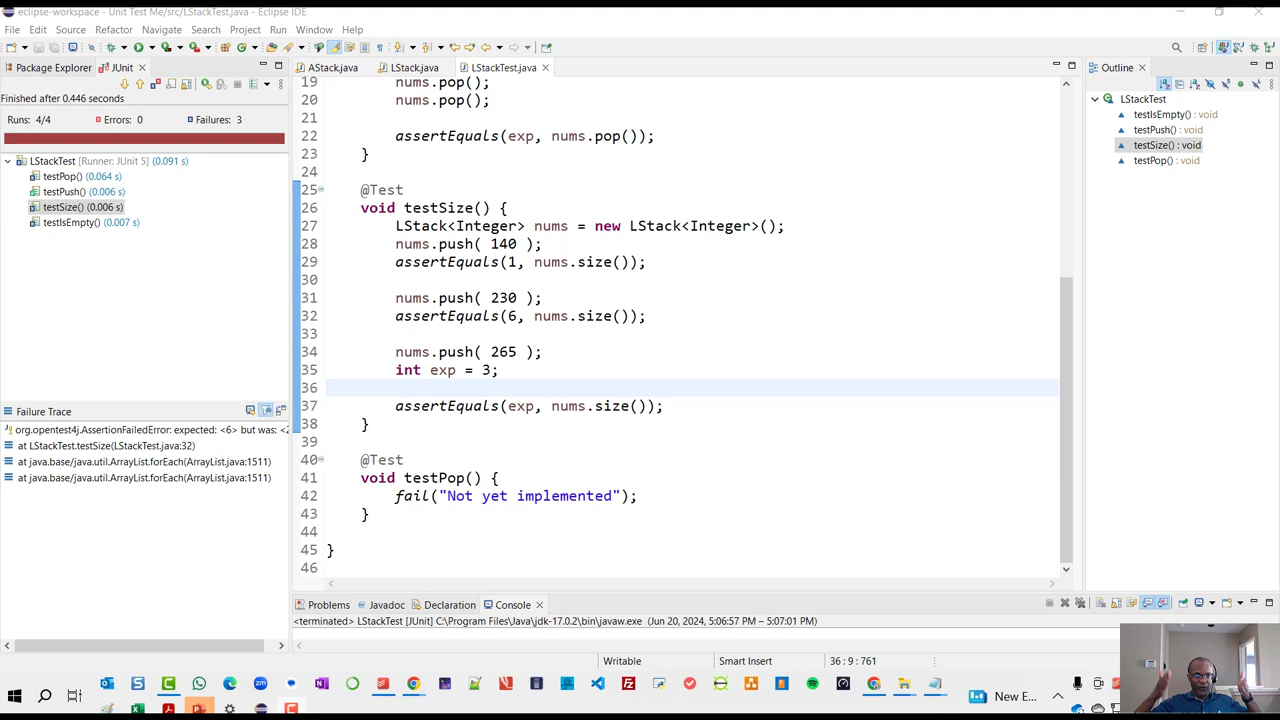 eclipse-workspace - Unit Test Me/src/LStackTest.java - Eclipse IDE
File Edit Source Refactor Navigate Search Project Run Window Help
Package Explorer JUnit
AStack.java LStack.java LStackTest.java
Outline
Finished after 0.446 seconds
Runs: 4/4 Errors: 0 Failures: 3
LStackTest [Runner: JUnit 5] (0.091 s)
testPop() (0.064 s)
testPush() (0.006 s)
testSize() (0.006 s)
testIsEmpty() (0.007 s)
Failure Trace
org.opentest4j.AssertionFailedError: expected: <6> but was: <2
at LStackTest.testSize(LStackTest.java:32)
at java.base/java.util.ArrayList.forEach(ArrayList.java:1511)
at java.base/java.util.ArrayList.forEach(ArrayList.java:1511)
19 nums.pop();
20 nums.pop();
21
22 assertEquals(exp, nums.pop());
23 }
24
25 @Test
26 void testSize() {
27 LStack<Integer> nums = new LStack<Integer>();
28 nums.push( 140 );
29 assertEquals(1, nums.size());
30
31 nums.push( 230 );
32 assertEquals(6, nums.size());
33
34 nums.push( 265 );
35 int exp = 3;
36
37 assertEquals(exp, nums.size());
38 }
39
40 @Test
41 void testPop() {
42 fail("Not yet implemented");
43 }
44
45 }
46
LStackTest
testIsEmpty() : void
testPush() : void
testSize() : void
testPop() : void
Problems Javadoc Declaration Console
<terminated> LStackTest [JUnit] C:\Program Files\Java\jdk-17.0.2\bin\javaw.exe (Jun 20, 2024, 5:06:57 PM – 5:07:01 PM)
Writable Smart Insert 36 : 9 : 761
New E...